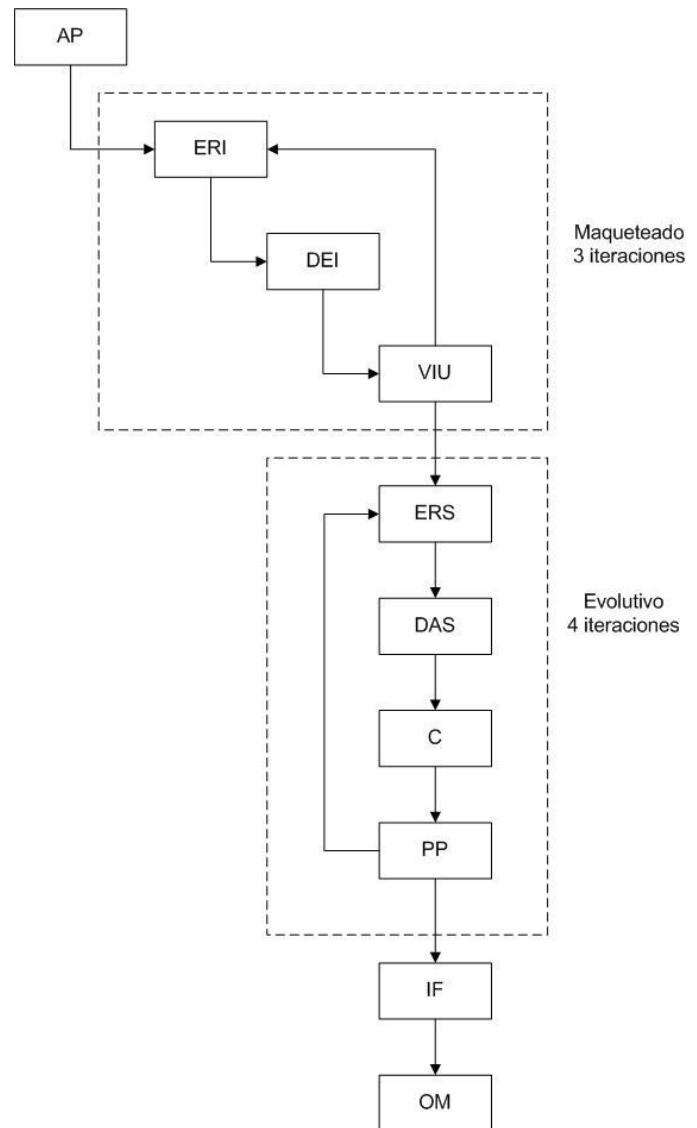 AP
ERI
DEI
Maqueteado
3 iteraciones
VIU
ERS
DAS
Evolutivo
4 iteraciones
C
PP
IF
OM